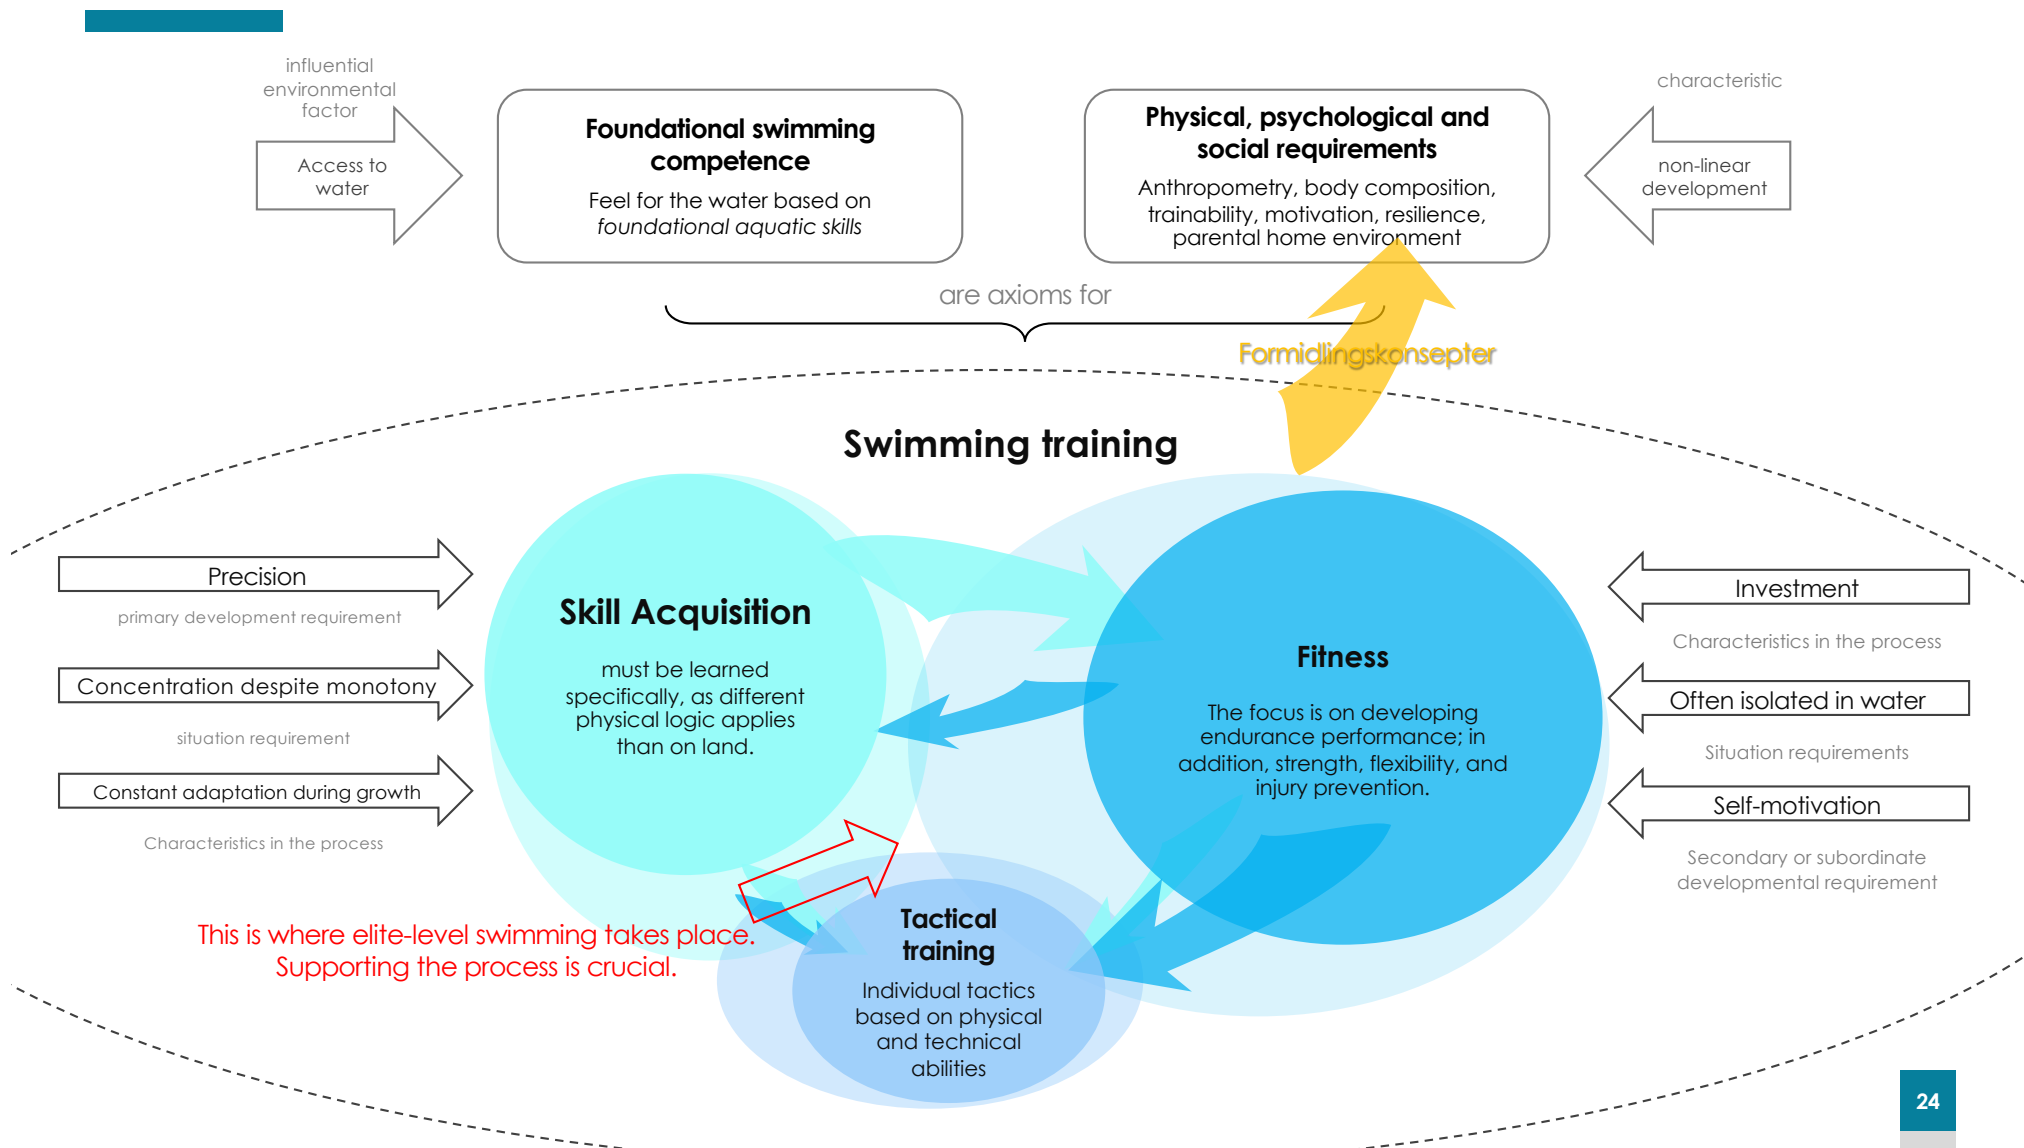 influential
environmental
factor
Access to
water
Foundational swimming
competence
Feel for the water based on
foundational aquatic skills
Physical, psychological and
social requirements
Anthropometry, body composition,
trainability, motivation, resilience,
parental home environment
characteristic
non-linear
development
are axioms for
Formidlingskonsepter
Swimming training
Precision
primary development requirement
Concentration despite monotony
situation requirement
Constant adaptation during growth
Characteristics in the process
Skill Acquisition
must be learned
specifically, as different
physical logic applies
than on land.
Fitness
The focus is on developing
endurance performance; in
addition, strength, flexibility, and
injury prevention.
Investment
Characteristics in the process
Often isolated in water
Situation requirements
Self-motivation
Secondary or subordinate
developmental requirement
This is where elite-level swimming takes place.
Supporting the process is crucial.
Tactical
training
Individual tactics
based on physical
and technical
abilities
24